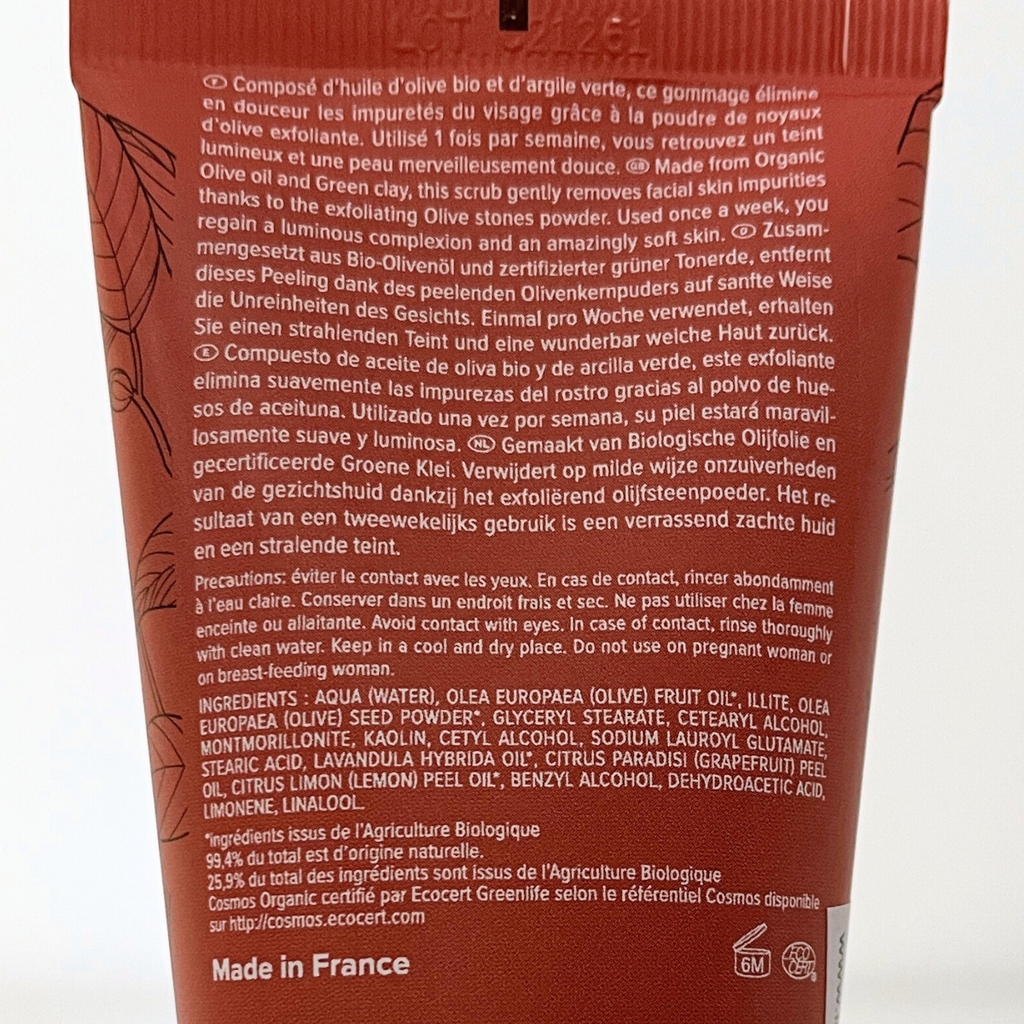 LOT 021261
F Composé d'huile d'olive bio et d'argile verte, ce gommage élimine
en douceur les impuretés du visage grâce à la poudre de noyaux
d'olive exfoliante. Utilisé 1 fois par semaine, vous retrouvez un teint
lumineux et une peau merveilleusement douce. GB Made from Organic
Olive oil and Green clay, this scrub gently removes facial skin impurities
thanks to the exfoliating Olive stones powder. Used once a week, you
regain a luminous complexion and an amazingly soft skin. D Zusam-
mengesetzt aus Bio-Olivenöl und zertifizierter grüner Tonerde, entfernt
dieses Peeling dank des peelenden Olivenkernpuders auf sanfte Weise
die Unreinheiten des Gesichts. Einmal pro Woche verwendet, erhalten
Sie einen strahlenden Teint und eine wunderbar weiche Haut zurück.
E Compuesto de aceite de oliva bio y de arcilla verde, este exfoliante
elimina suavemente las impurezas del rostro gracias al polvo de hue-
sos de aceituna. Utilizado una vez por semana, su piel estará maravil-
losamente suave y luminosa. NL Gemaakt van Biologische Olijfolie en
gecertificeerde Groene Klei. Verwijdert op milde wijze onzuiverheden
van de gezichtshuid dankzij het exfoliërend olijfsteenpoeder. Het re-
sultaat van een tweewekelijks gebruik is een verrassend zachte huid
en een stralende teint.
Precautions: éviter le contact avec les yeux. En cas de contact, rincer abondamment
à l'eau claire. Conserver dans un endroit frais et sec. Ne pas utiliser chez la femme
enceinte ou allaitante. Avoid contact with eyes. In case of contact, rinse thoroughly
with clean water. Keep in a cool and dry place. Do not use on pregnant woman or
on breast-feeding woman.
INGREDIENTS : AQUA (WATER), OLEA EUROPAEA (OLIVE) FRUIT OIL*, ILLITE, OLEA
EUROPAEA (OLIVE) SEED POWDER*, GLYCERYL STEARATE, CETEARYL ALCOHOL,
MONTMORILLONITE, KAOLIN, CETYL ALCOHOL, SODIUM LAUROYL GLUTAMATE,
STEARIC ACID, LAVANDULA HYBRIDA OIL*, CITRUS PARADISI (GRAPEFRUIT) PEEL
OIL, CITRUS LIMON (LEMON) PEEL OIL*, BENZYL ALCOHOL, DEHYDROACETIC ACID,
LIMONENE, LINALOOL.
*ingrédients issus de l'Agriculture Biologique
99,4% du total est d'origine naturelle.
25,9% du total des ingrédients sont issus de l'Agriculture Biologique
Cosmos Organic certifié par Ecocert Greenlife selon le référentiel Cosmos disponible
sur http://cosmos.ecocert.com
Made in France
6M
ECO
CERT